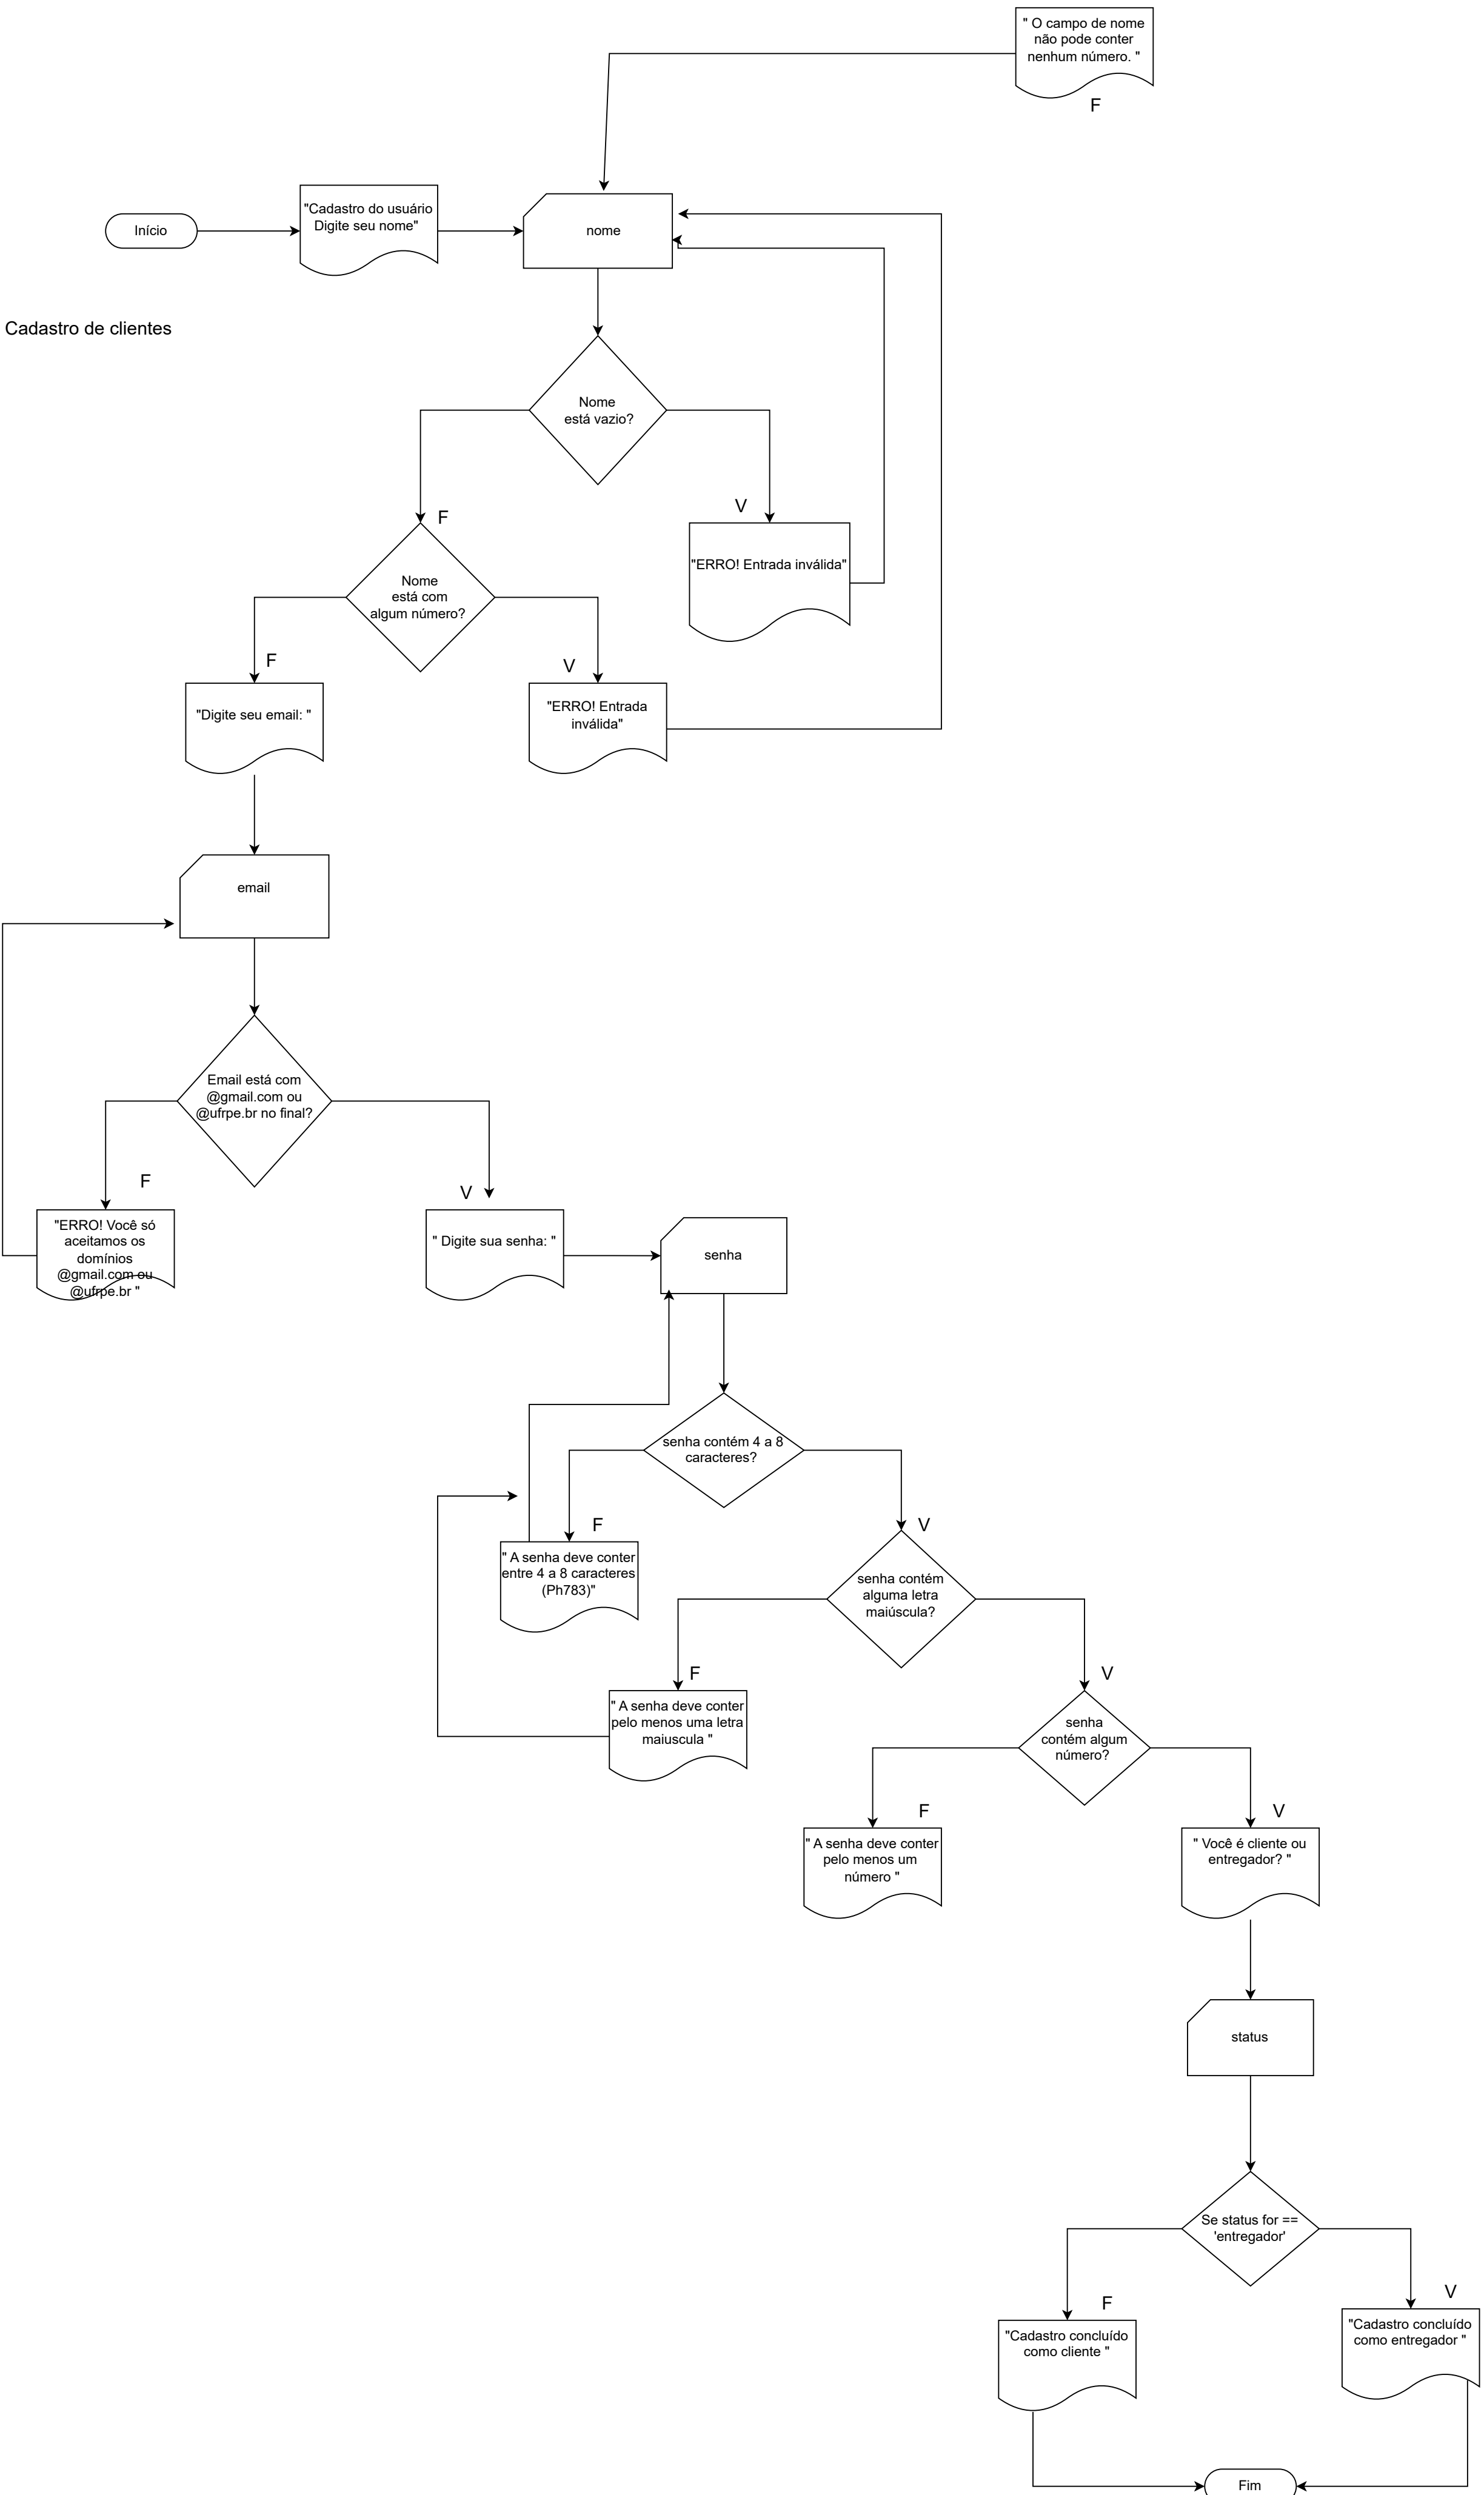 " O campo de nome
não pode conter
nenhum número. "
F
"Cadastro do usuário
Digite seu nome"
Início
nome
Cadastro de clientes
Nome
está vazio?
V
F
"ERRO! Entrada inválida"
Nome
está com
algum número?
F
V
"Digite seu email: "
"ERRO! Entrada
inválida"
email
Email está com
@gmail.com ou
@ufrpe.br no final?
F
V
"ERRO! Você só
aceitamos os
domínios
@gmail.com ou
@ufrpe.br "
" Digite sua senha: "
senha
senha contém 4 a 8
caracteres?
F
V
" A senha deve conter
entre 4 a 8 caracteres
(Ph783)"
senha contém
alguma letra
maiúscula?
F
V
" A senha deve conter
pelo menos uma letra
maiuscula "
senha
contém algum
número?
F
V
" A senha deve conter
pelo menos um
número "
" Você é cliente ou
entregador? "
status
Se status for ==
'entregador'
V
F
"Cadastro concluído
como cliente "
"Cadastro concluído
como entregador "
Fim